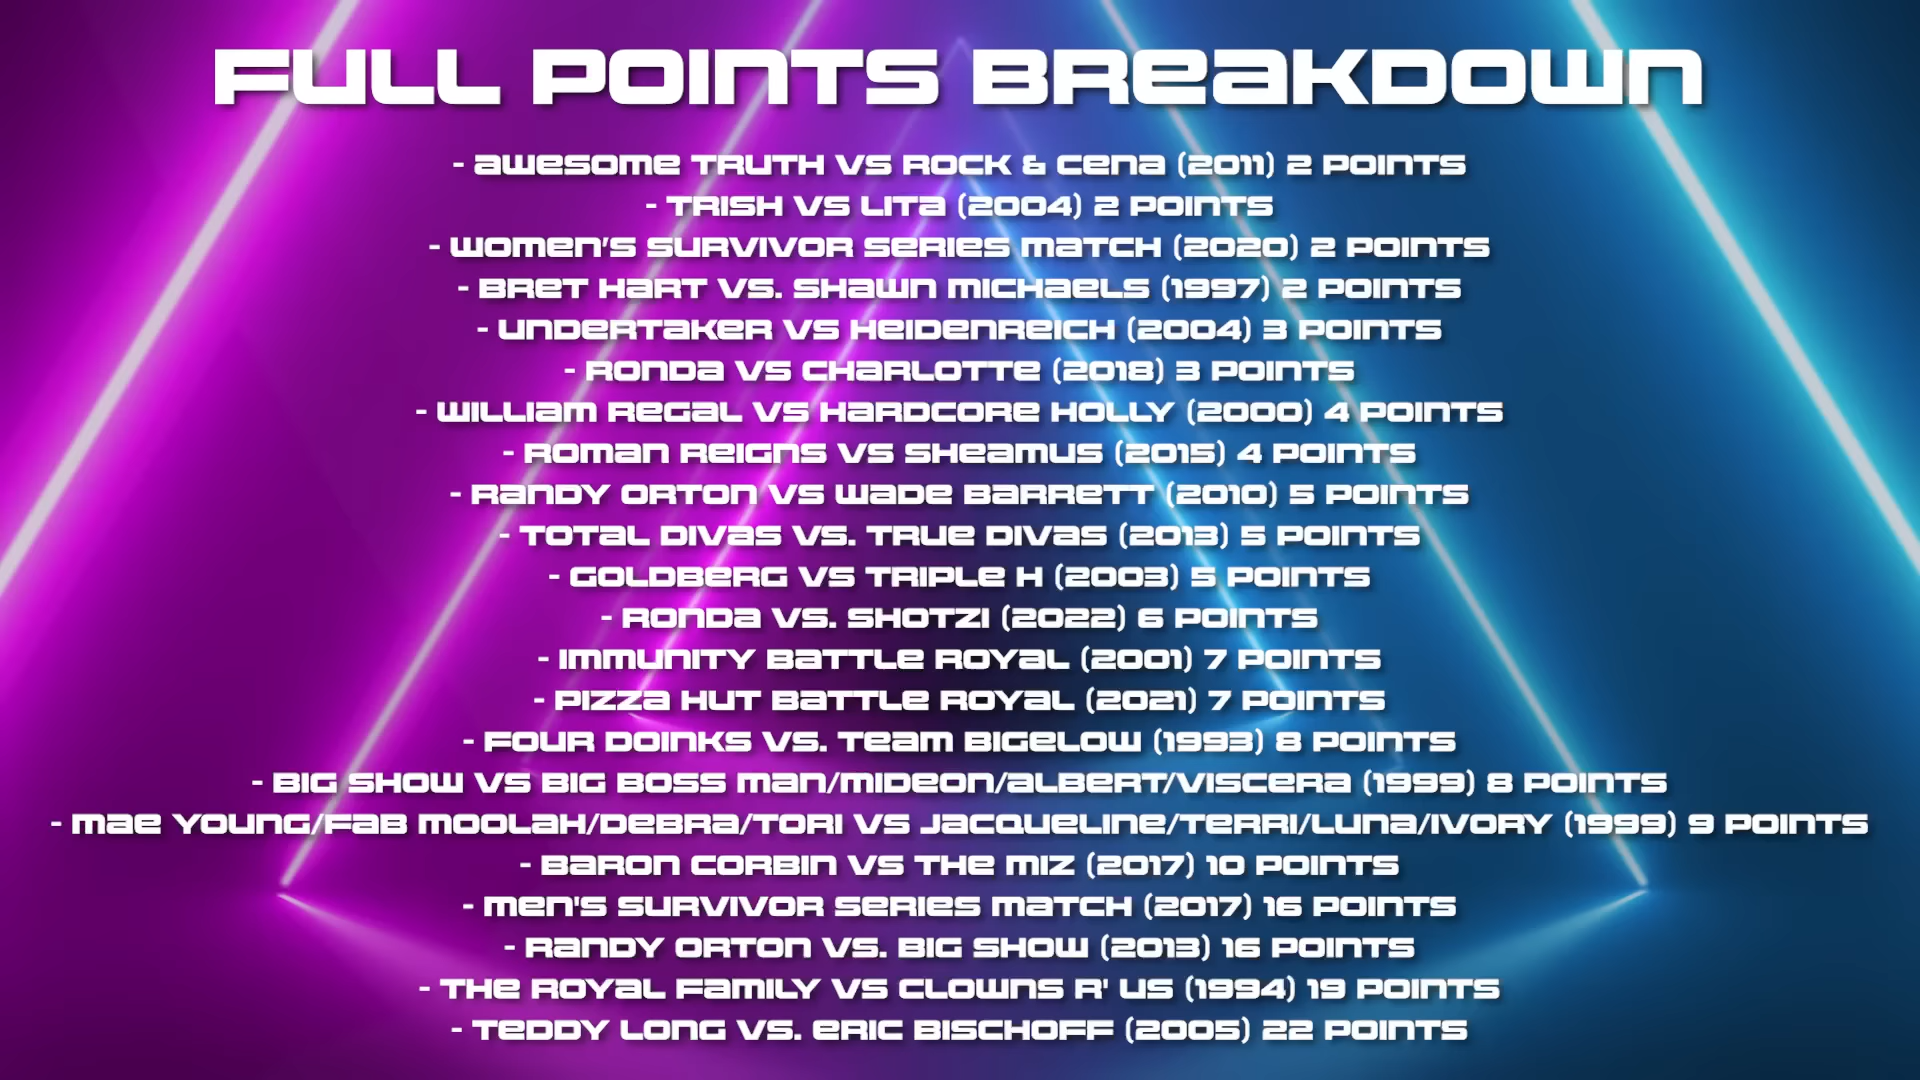 FULL POINTS BREAKDOWN
- AWESOME TRUTH VS ROCK & CENA (2011) 2 POINTS
- TRISH VS LITA (2004) 2 POINTS
- WOMEN'S SURVIVOR SERIES MATCH (2020) 2 POINTS
- BRET HART VS. SHAWN MICHAELS (1997) 2 POINTS
- UNDERTAKER VS HEIDENREICH (2004) 3 POINTS
- RONDA VS CHARLOTTE (2018) 3 POINTS
- WILLIAM REGAL VS HARDCORE HOLLY (2000) 4 POINTS
- ROMAN REIGNS VS SHEAMUS (2015) 4 POINTS
- RANDY ORTON VS WADE BARRETT (2010) 5 POINTS
- TOTAL DIVAS VS. TRUE DIVAS (2013) 5 POINTS
- GOLDBERG VS TRIPLE H (2003) 5 POINTS
- RONDA VS. SHOTZI (2022) 6 POINTS
- IMMUNITY BATTLE ROYAL (2001) 7 POINTS
- PIZZA HUT BATTLE ROYAL (2021) 7 POINTS
- FOUR DOINKS VS. TEAM BIGELOW (1993) 8 POINTS
- BIG SHOW VS BIG BOSS MAN/MIDEON/ALBERT/VISCERA (1999) 8 POINTS
- MAE YOUNG/FAB MOOLAH/DEBRA/TORI VS JACQUELINE/TERRI/LUNA/IVORY (1999) 9 POINTS
- BARON CORBIN VS THE MIZ (2017) 10 POINTS
- MEN'S SURVIVOR SERIES MATCH (2017) 16 POINTS
- RANDY ORTON VS. BIG SHOW (2013) 16 POINTS
- THE ROYAL FAMILY VS CLOWNS R' US (1994) 19 POINTS
- TEDDY LONG VS. ERIC BISCHOFF (2005) 22 POINTS